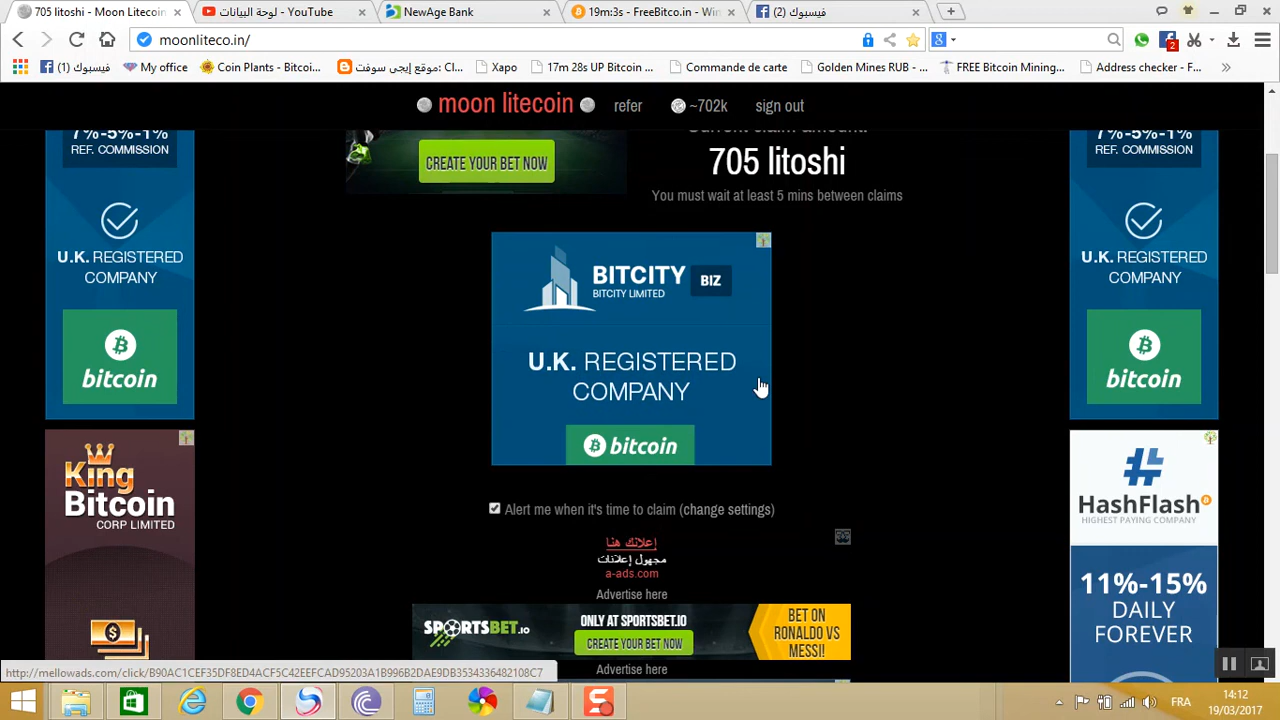 705 litoshi - Moon Litecoin
YouTube - لوحة البيانات
NewAge Bank
19m:3s - FreeBitco.in - Win
(2) فيسبوك
moonliteco.in/
2
فيسبوك (1)
My office
Coin Plants - Bitcoi...
موقع إيجى سوفت: Cl...
Xapo
17m 28s UP Bitcoin ...
Commande de carte
Golden Mines RUB - ...
FREE Bitcoin Mining...
Address checker - F...
moon litecoin
refer
~702k
sign out
7%-5%-1%
REF. COMMISSION
U.K. REGISTERED
COMPANY
bitcoin
King
Bitcoin
CORP LIMITED
CREATE YOUR BET NOW
Current claim amount:
705 litoshi
You must wait at least 5 mins between claims
BITCITY BIZ
BITCITY LIMITED
U.K. REGISTERED
COMPANY
bitcoin
Alert me when it's time to claim (change settings)
إعلانك هنا
مجهول إعلانات
a-ads.com
Advertise here
SPORTSBET.IO
ONLY AT SPORTSBET.IO
CREATE YOUR BET NOW
BET ON
RONALDO VS
MESSI!
Advertise here
7%-5%-1%
REF. COMMISSION
U.K. REGISTERED
COMPANY
bitcoin
HashFlash
HIGHEST PAYING COMPANY
11%-15%
DAILY
FOREVER
http://mellowads.com/click/B90AC1CEF35DF8ED4ACF5C42EEFCAD95203A1B996B2DAE9DB3534336482108C7
FRA
14:12
19/03/2017